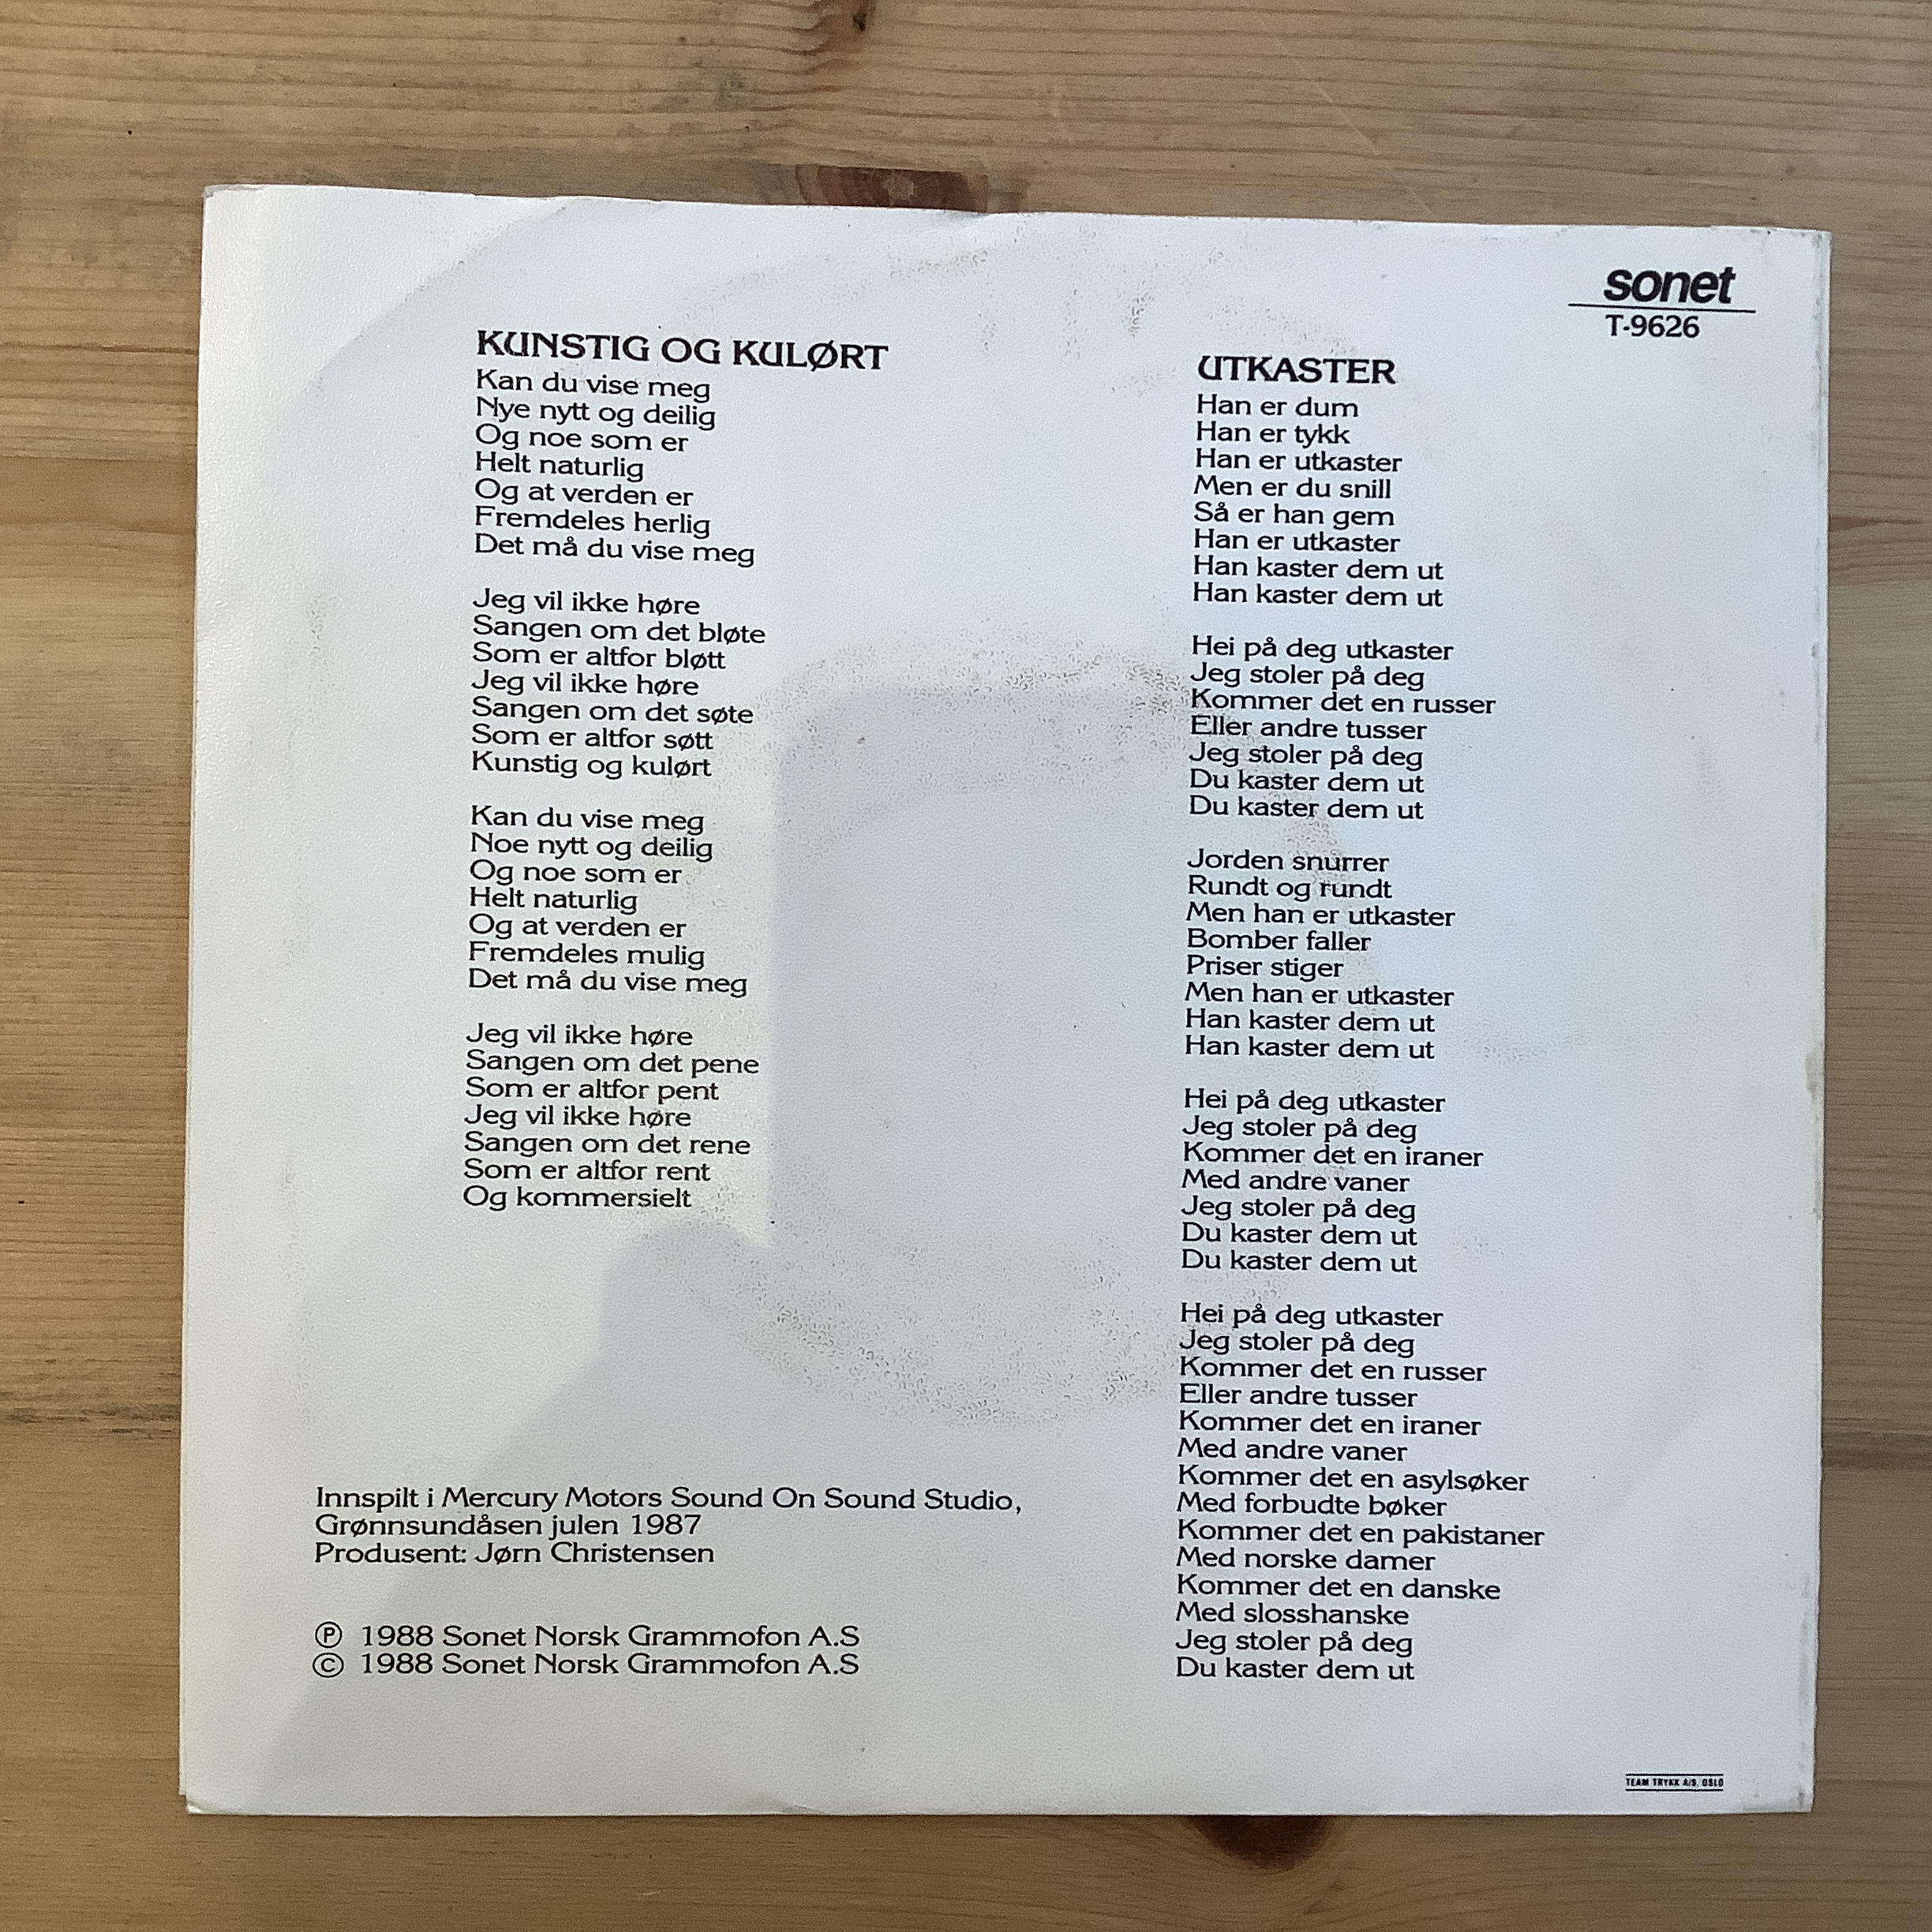 sonet
T-9626
KUNSTIG OG KULØRT
Kan du vise meg
Nye nytt og deilig
Og noe som er
Helt naturlig
Og at verden er
Fremdeles herlig
Det må du vise meg
Jeg vil ikke høre
Sangen om det bløte
Som er altfor bløtt
Jeg vil ikke høre
Sangen om det søte
Som er altfor søtt
Kunstig og kulørt
Kan du vise meg
Noe nytt og deilig
Og noe som er
Helt naturlig
Og at verden er
Fremdeles mulig
Det må du vise meg
Jeg vil ikke høre
Sangen om det pene
Som er altfor pent
Jeg vil ikke høre
Sangen om det rene
Som er altfor rent
Og kommersielt
Innspilt i Mercury Motors Sound On Sound Studio,
Grønnsundåsen julen 1987
Produsent: Jørn Christensen
Ⓟ 1988 Sonet Norsk Grammofon A.S
© 1988 Sonet Norsk Grammofon A.S
UTKASTER
Han er dum
Han er tykk
Han er utkaster
Men er du snill
Så er han gem
Han er utkaster
Han kaster dem ut
Han kaster dem ut
Hei på deg utkaster
Jeg stoler på deg
Kommer det en russer
Eller andre tusser
Jeg stoler på deg
Du kaster dem ut
Du kaster dem ut
Jorden snurrer
Rundt og rundt
Men han er utkaster
Bomber faller
Priser stiger
Men han er utkaster
Han kaster dem ut
Han kaster dem ut
Hei på deg utkaster
Jeg stoler på deg
Kommer det en iraner
Med andre vaner
Jeg stoler på deg
Du kaster dem ut
Du kaster dem ut
Hei på deg utkaster
Jeg stoler på deg
Kommer det en russer
Eller andre tusser
Kommer det en iraner
Med andre vaner
Kommer det en asylsøker
Med forbudte bøker
Kommer det en pakistaner
Med norske damer
Kommer det en danske
Med slosshanske
Jeg stoler på deg
Du kaster dem ut
TEAM TRYKK A/S, OSLO